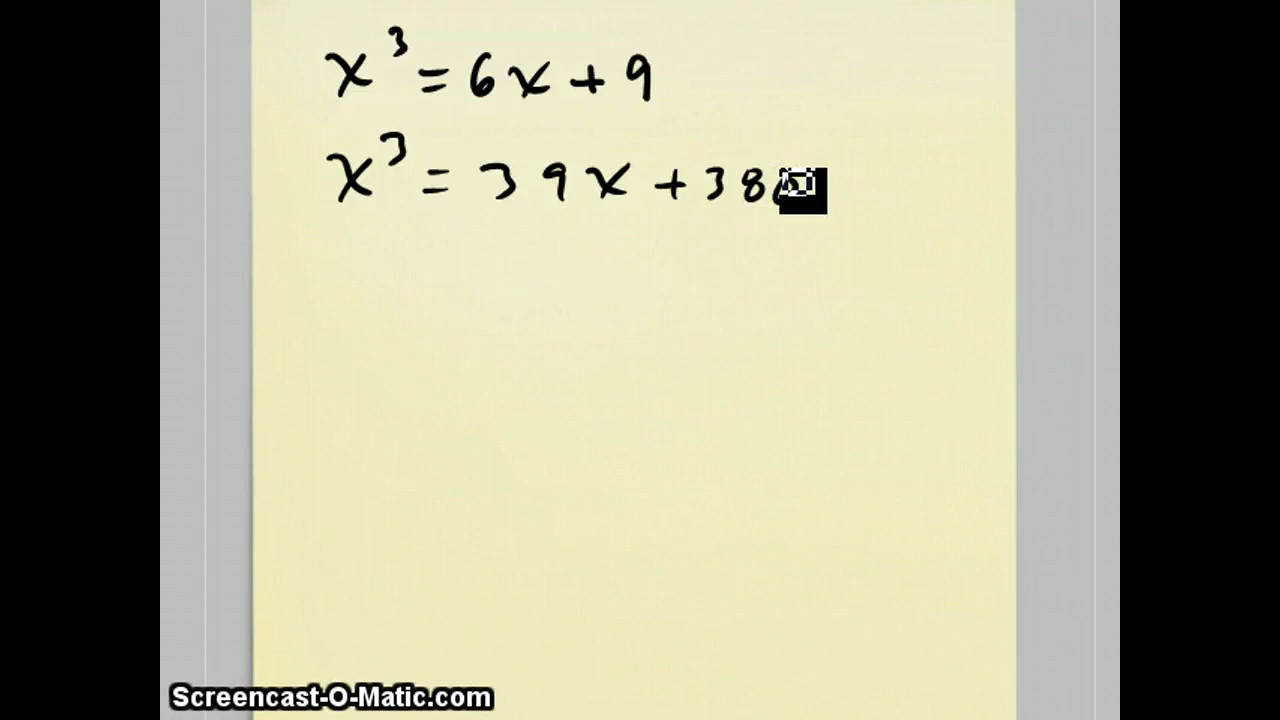 x³ = 6x + 9
x³ = 39x + 38
Screencast-O-Matic.com